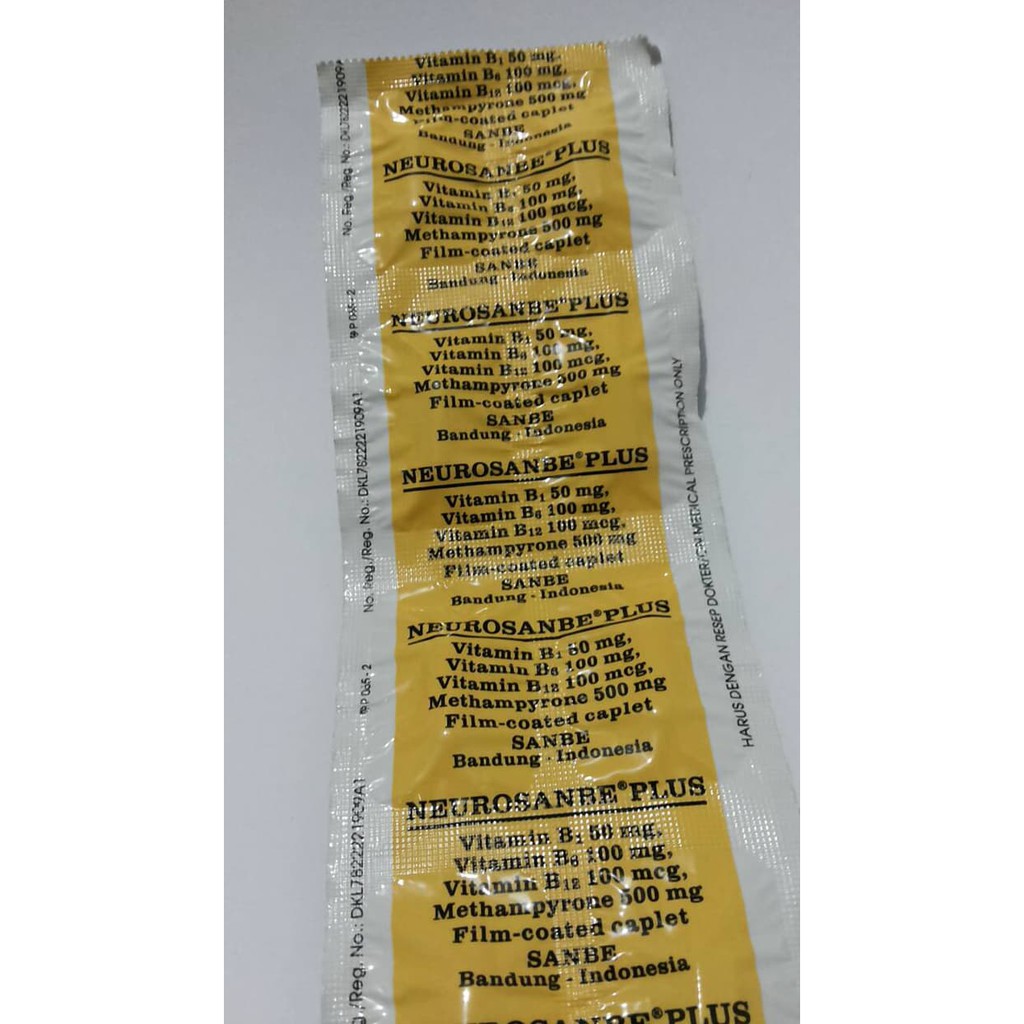 Vitamin B₁ 50 mg,
Vitamin B₆ 100 mg,
Vitamin B₁₂ 100 mcg,
Methampyrone 500 mg
Film-coated caplet
SANBE
Bandung - Indonesia
NEUROSANBE®PLUS
Vitamin B₁ 50 mg,
Vitamin B₆ 100 mg,
Vitamin B₁₂ 100 mcg,
Methampyrone 500 mg
Film-coated caplet
SANBE
Bandung - Indonesia
NEUROSANBE®PLUS
Vitamin B₁ 50 mg,
Vitamin B₆ 100 mg,
Vitamin B₁₂ 100 mcg,
Methampyrone 500 mg
Film-coated caplet
SANBE
Bandung - Indonesia
NEUROSANBE®PLUS
Vitamin B₁ 50 mg,
Vitamin B₆ 100 mg,
Vitamin B₁₂ 100 mcg,
Methampyrone 500 mg
Film-coated caplet
SANBE
Bandung - Indonesia
NEUROSANBE®PLUS
Vitamin B₁ 50 mg,
Vitamin B₆ 100 mg,
Vitamin B₁₂ 100 mcg,
Methampyrone 500 mg
Film-coated caplet
SANBE
Bandung - Indonesia
NEUROSANBE®PLUS
Vitamin B₁ 50 mg,
Vitamin B₆ 100 mg,
Vitamin B₁₂ 100 mcg,
Methampyrone 500 mg
Film-coated caplet
SANBE
Bandung - Indonesia
NEUROSANBE®PLUS
No. Reg./Reg. No.: DKL7822221909A1
No. Reg./Reg. No.: DKL7822221909A1
/Reg. No.: DKL7822221909A1
HARUS DENGAN RESEP DOKTER/ON MEDICAL PRESCRIPTION ONLY